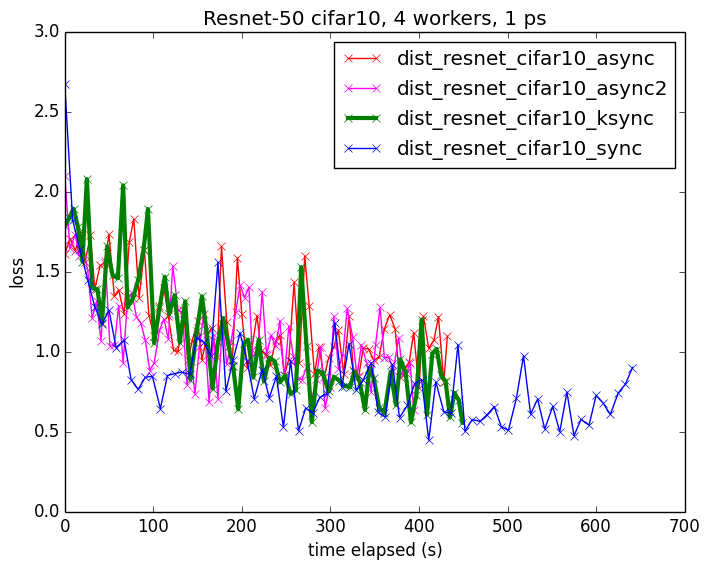 Resnet-50 cifar10, 4 workers, 1 ps
dist_resnet_cifar10_async
dist_resnet_cifar10_async2
dist_resnet_cifar10_ksync
dist_resnet_cifar10_sync
3.0
2.5
2.0
1.5
1.0
0.5
0.0
loss
0 100 200 300 400 500 600 700
time elapsed (s)